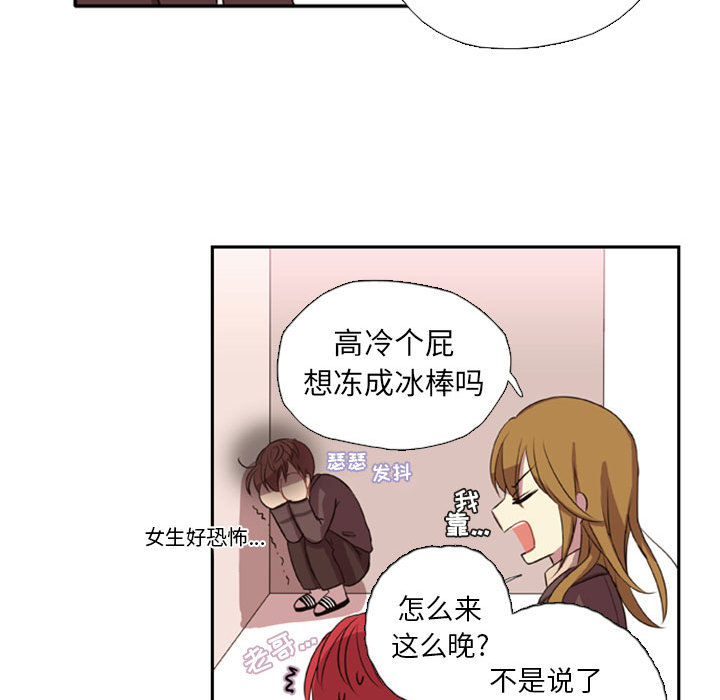 高冷个屁
想冻成冰棒吗
瑟瑟
发抖
我
靠...
女生好恐怖...
怎么来
这么晚?
老哥...
不是说了